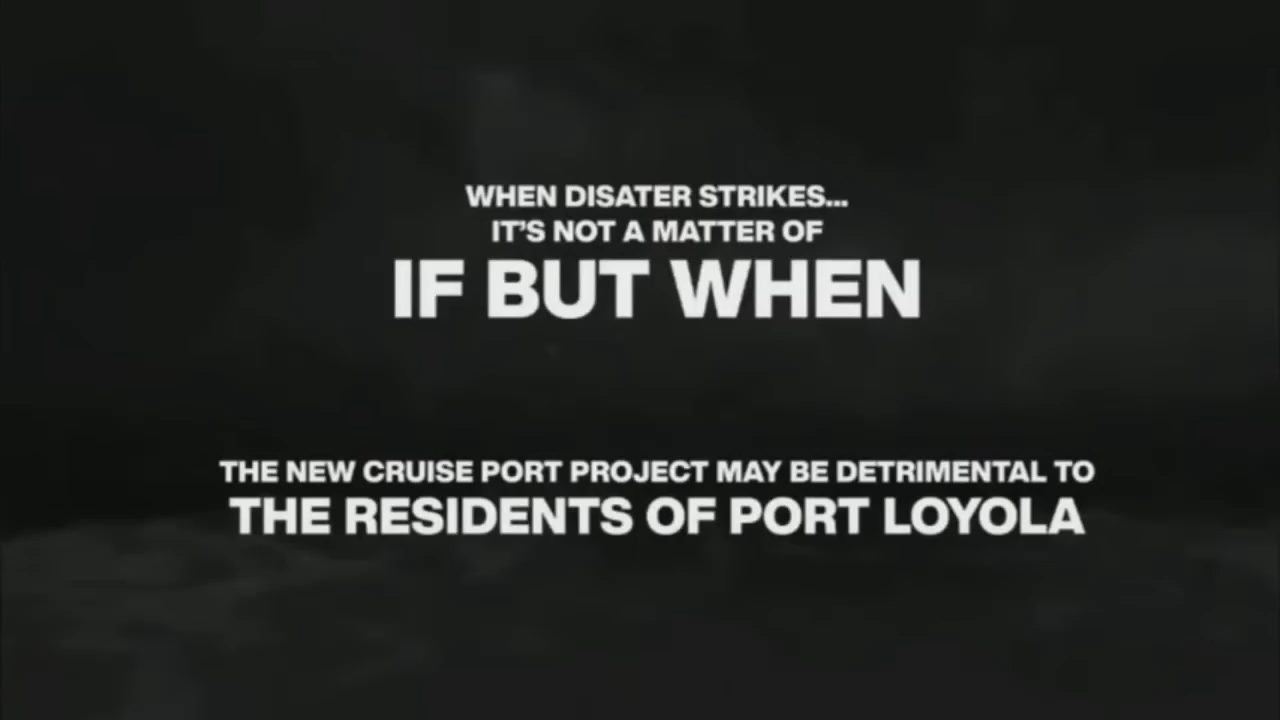 WHEN DISATER STRIKES...
IT'S NOT A MATTER OF
IF BUT WHEN
THE NEW CRUISE PORT PROJECT MAY BE DETRIMENTAL TO
THE RESIDENTS OF PORT LOYOLA